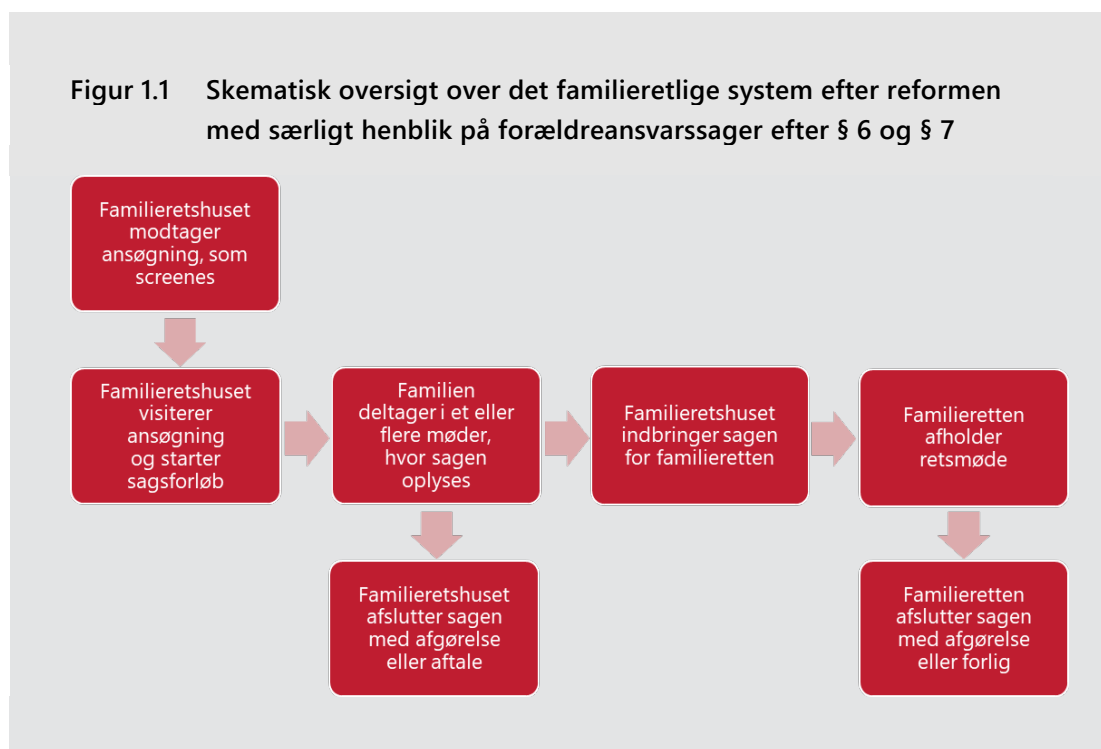 Figur 1.1 Skematisk oversigt over det familieretlige system efter reformen
med særligt henblik på forældreansvarssager efter § 6 og § 7
Familieretshuset
modtager
ansøgning, som
screenes
Familieretshuset
visiterer
ansøgning
og starter
sagsforløb
Familien
deltager i et eller
flere møder,
hvor sagen
oplyses
Familieretshuset
indbringer sagen
for familieretten
Familieretten
afholder
retsmøde
Familieretshuset
afslutter sagen
med afgørelse
eller aftale
Familieretten
afslutter sagen
med afgørelse
eller forlig